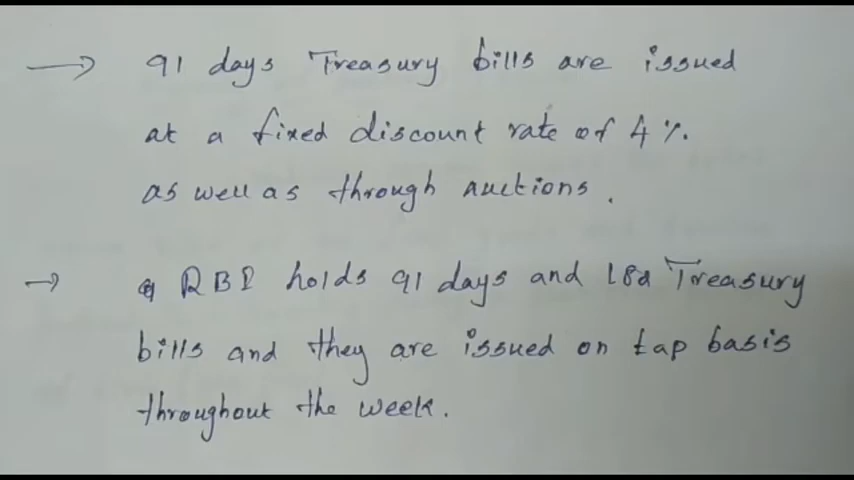 → 91 days Treasury bills are issued
at a fixed discount rate of 4%.
as well as through auctions.
→ RBI holds 91 days and 182 Treasury
bills and they are issued on tap basis
throughout the week.